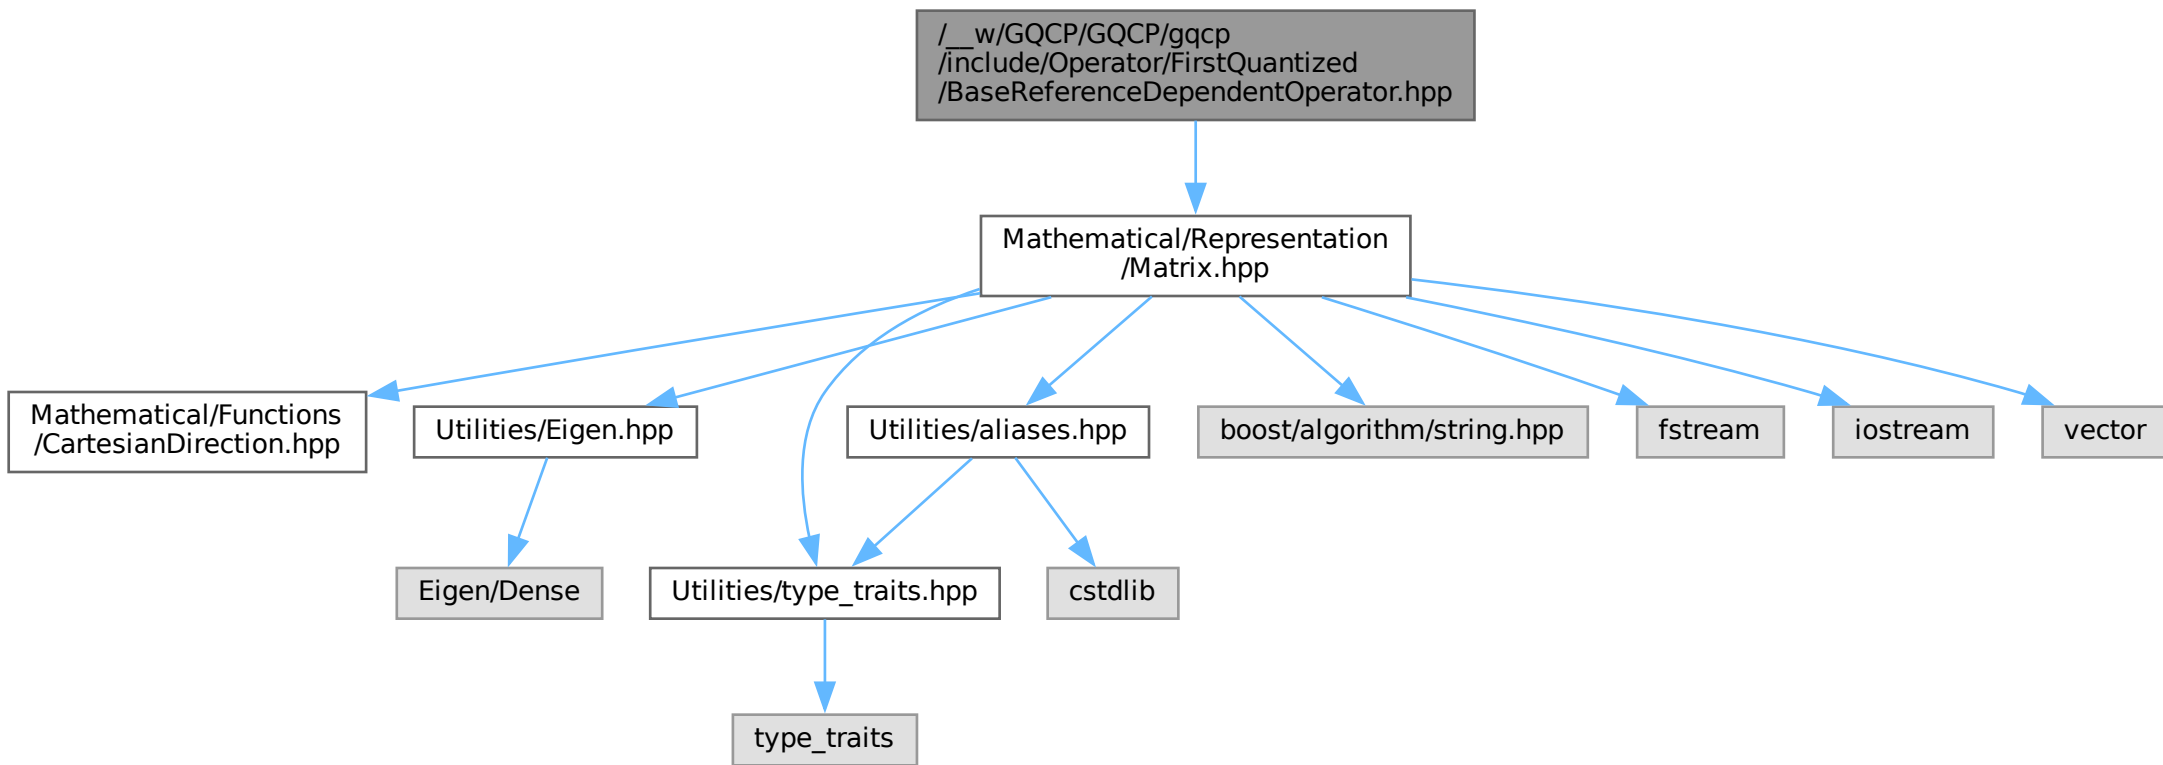 /__w/GQCP/GQCP/gqcp
/include/Operator/FirstQuantized
/BaseReferenceDependentOperator.hpp
Mathematical/Representation
/Matrix.hpp
Mathematical/Functions
/CartesianDirection.hpp
Utilities/Eigen.hpp
Utilities/aliases.hpp
boost/algorithm/string.hpp
fstream
iostream
vector
Eigen/Dense
Utilities/type_traits.hpp
cstdlib
type_traits